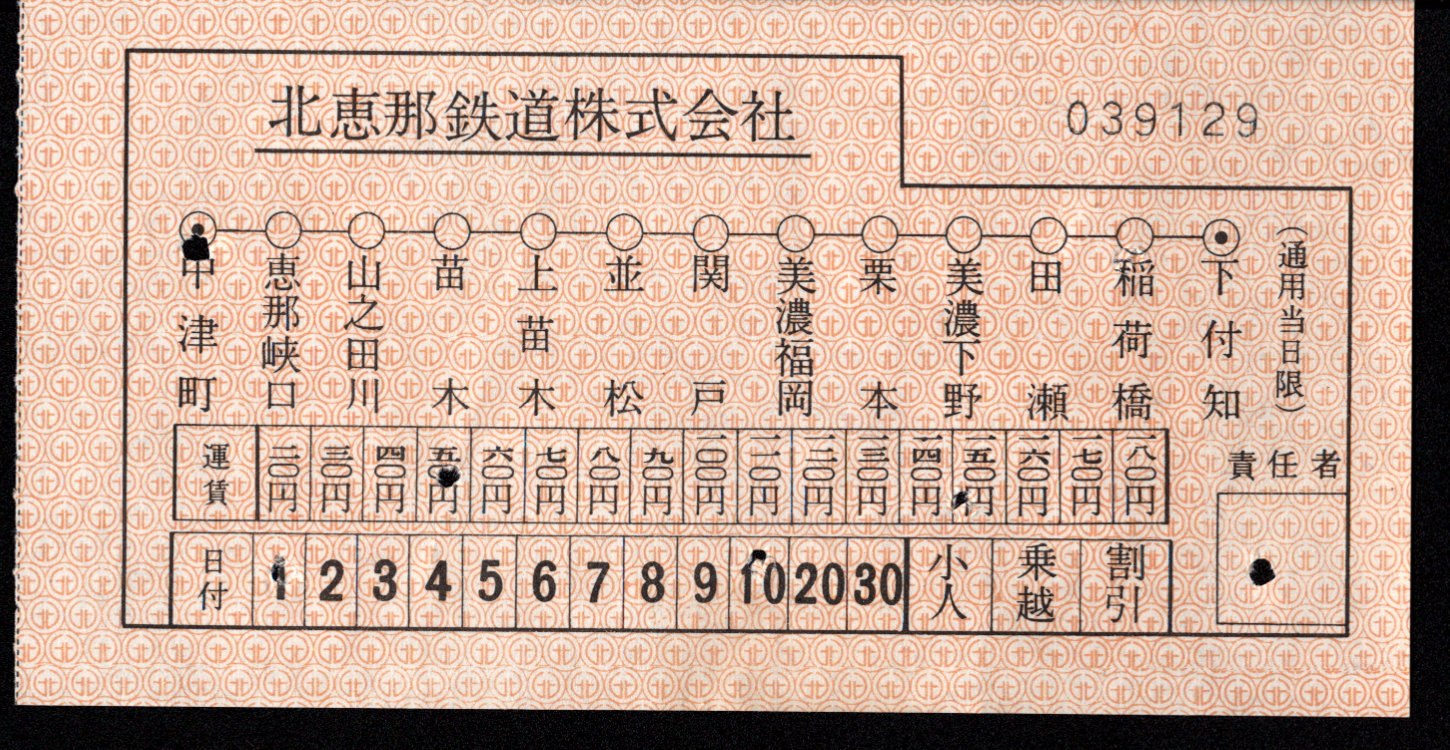 北恵那鉄道株式会社
039129
中津町
恵那峡口
山之田川
苗木
上苗木
並松
関戸
美濃福岡
栗本
美濃下野
田瀬
稲荷橋
下付知
（通用当日限）
運賃 二〇円 三〇円 四〇円 五〇円 六〇円 七〇円 八〇円 九〇円 一〇〇円 一一〇円 一二〇円 一三〇円 一四〇円 一五〇円 一六〇円 一七〇円 一八〇円
責任者
日付 1 2 3 4 5 6 7 8 9 10 20 30 小人 乗越 割引